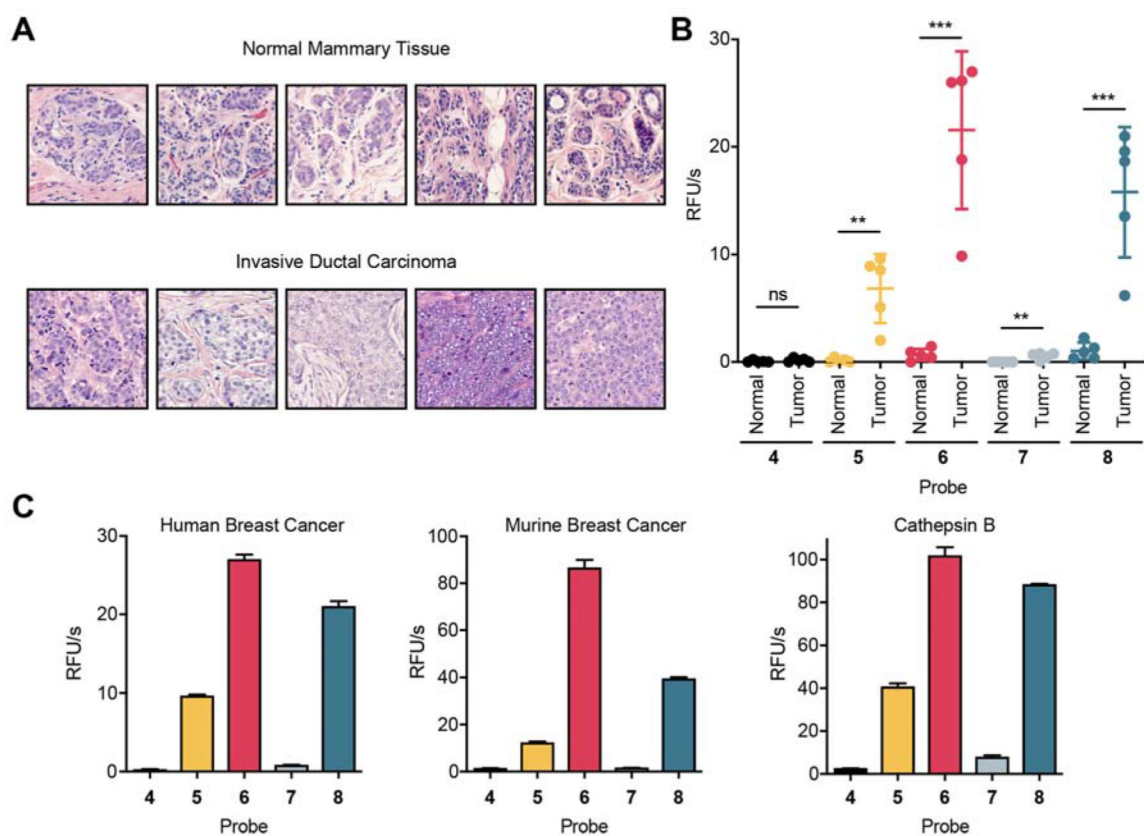 A
Normal Mammary Tissue
Invasive Ductal Carcinoma
B
RFU/s
30
20
10
0
ns
**
***
**
***
Normal Tumor Normal Tumor Normal Tumor Normal Tumor Normal Tumor
4 5 6 7 8
Probe
C
Human Breast Cancer
RFU/s
30
20
10
0
4 5 6 7 8
Probe
Murine Breast Cancer
RFU/s
100
80
60
40
20
0
4 5 6 7 8
Probe
Cathepsin B
RFU/s
100
80
60
40
20
0
4 5 6 7 8
Probe